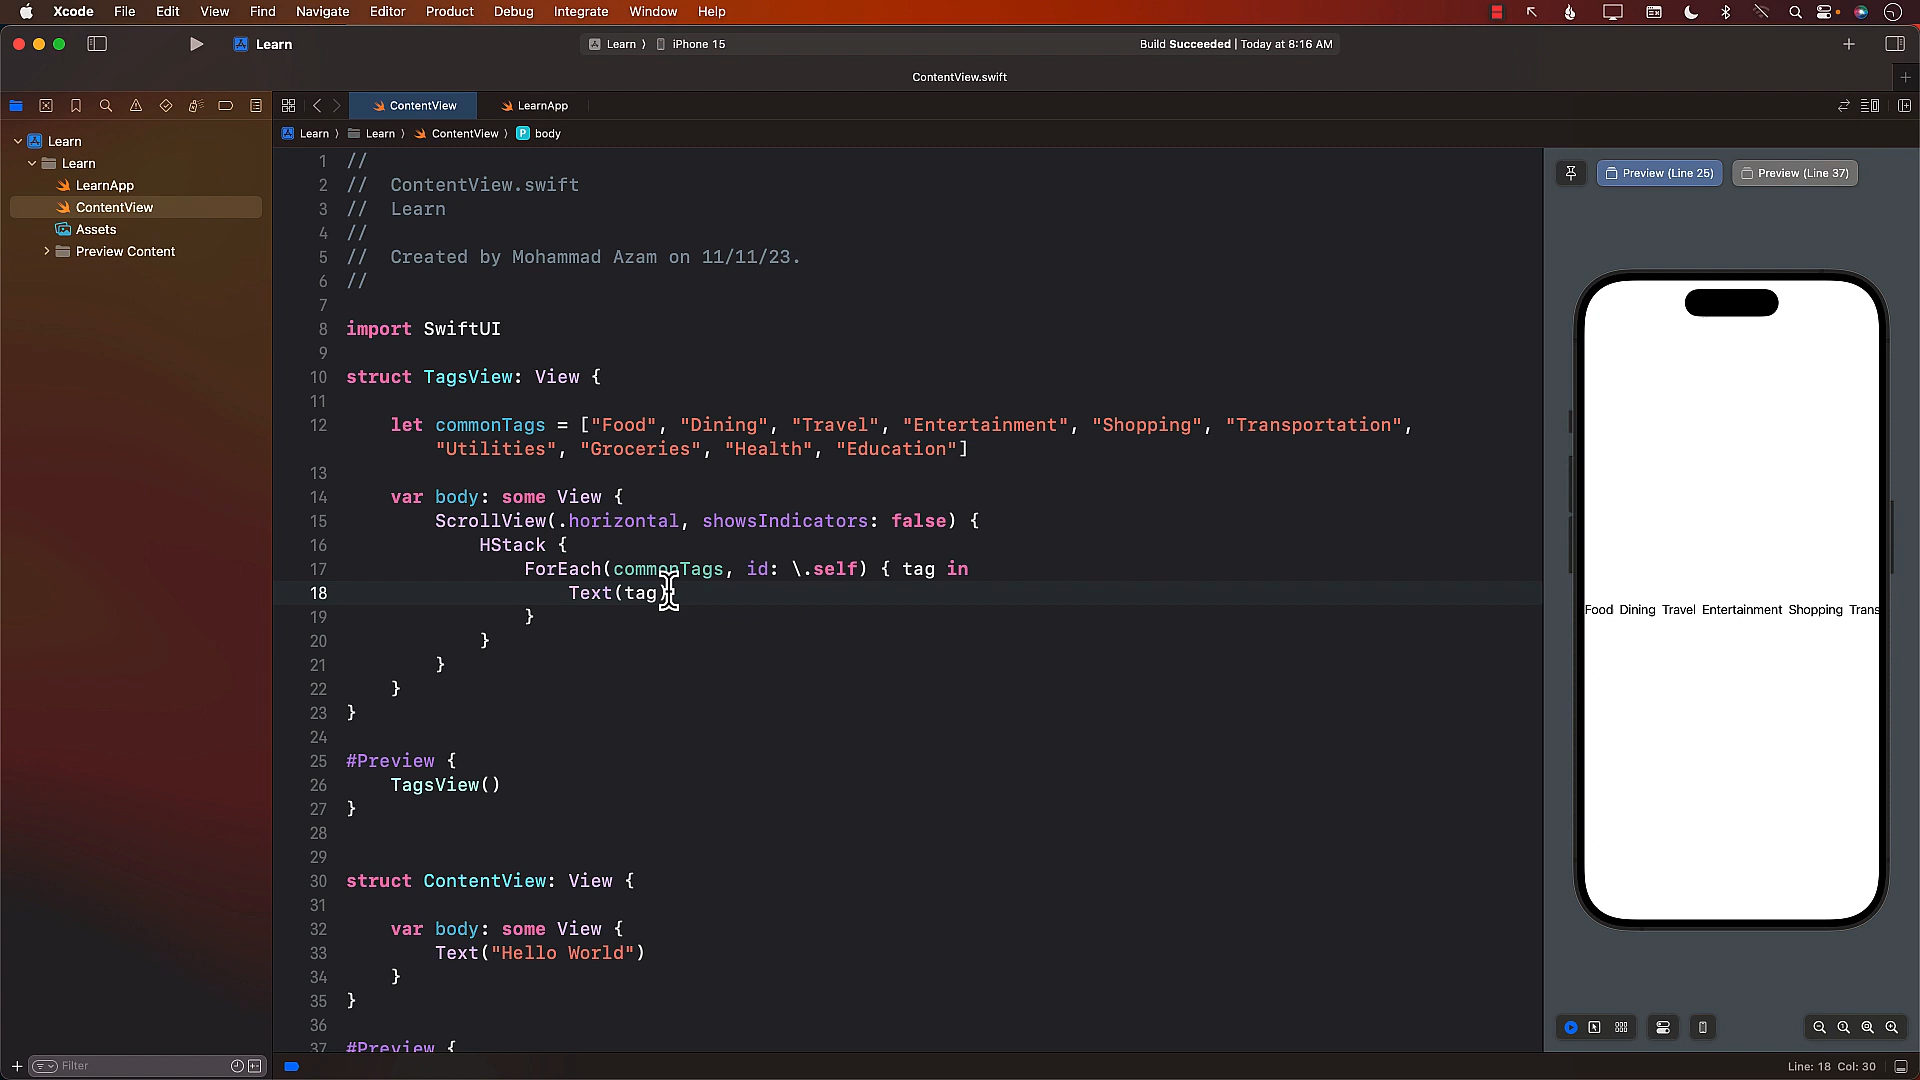 Xcode File Edit View Find Navigate Editor Product Debug Integrate Window Help
Learn
Learn
iPhone 15
Build Succeeded | Today at 8:16 AM
ContentView.swift
ContentView
LearnApp
Learn
Learn
ContentView
P body
Learn
Learn
LearnApp
ContentView
Assets
Preview Content
1 //
2 //  ContentView.swift
3 //  Learn
4 //
5 //  Created by Mohammad Azam on 11/11/23.
6 //
7
8 import SwiftUI
9
10 struct TagsView: View {
11
12     let commonTags = ["Food", "Dining", "Travel", "Entertainment", "Shopping", "Transportation",
        "Utilities", "Groceries", "Health", "Education"]
13
14     var body: some View {
15         ScrollView(.horizontal, showsIndicators: false) {
16             HStack {
17                 ForEach(commonTags, id: \.self) { tag in
18                     Text(tag)
19                 }
20             }
21         }
22     }
23 }
24
25 #Preview {
26     TagsView()
27 }
28
29
30 struct ContentView: View {
31
32     var body: some View {
33         Text("Hello World")
34     }
35 }
36
37 #Preview {
Preview (Line 25)
Preview (Line 37)
Food Dining Travel Entertainment Shopping Trans
Filter
Line: 18 Col: 30